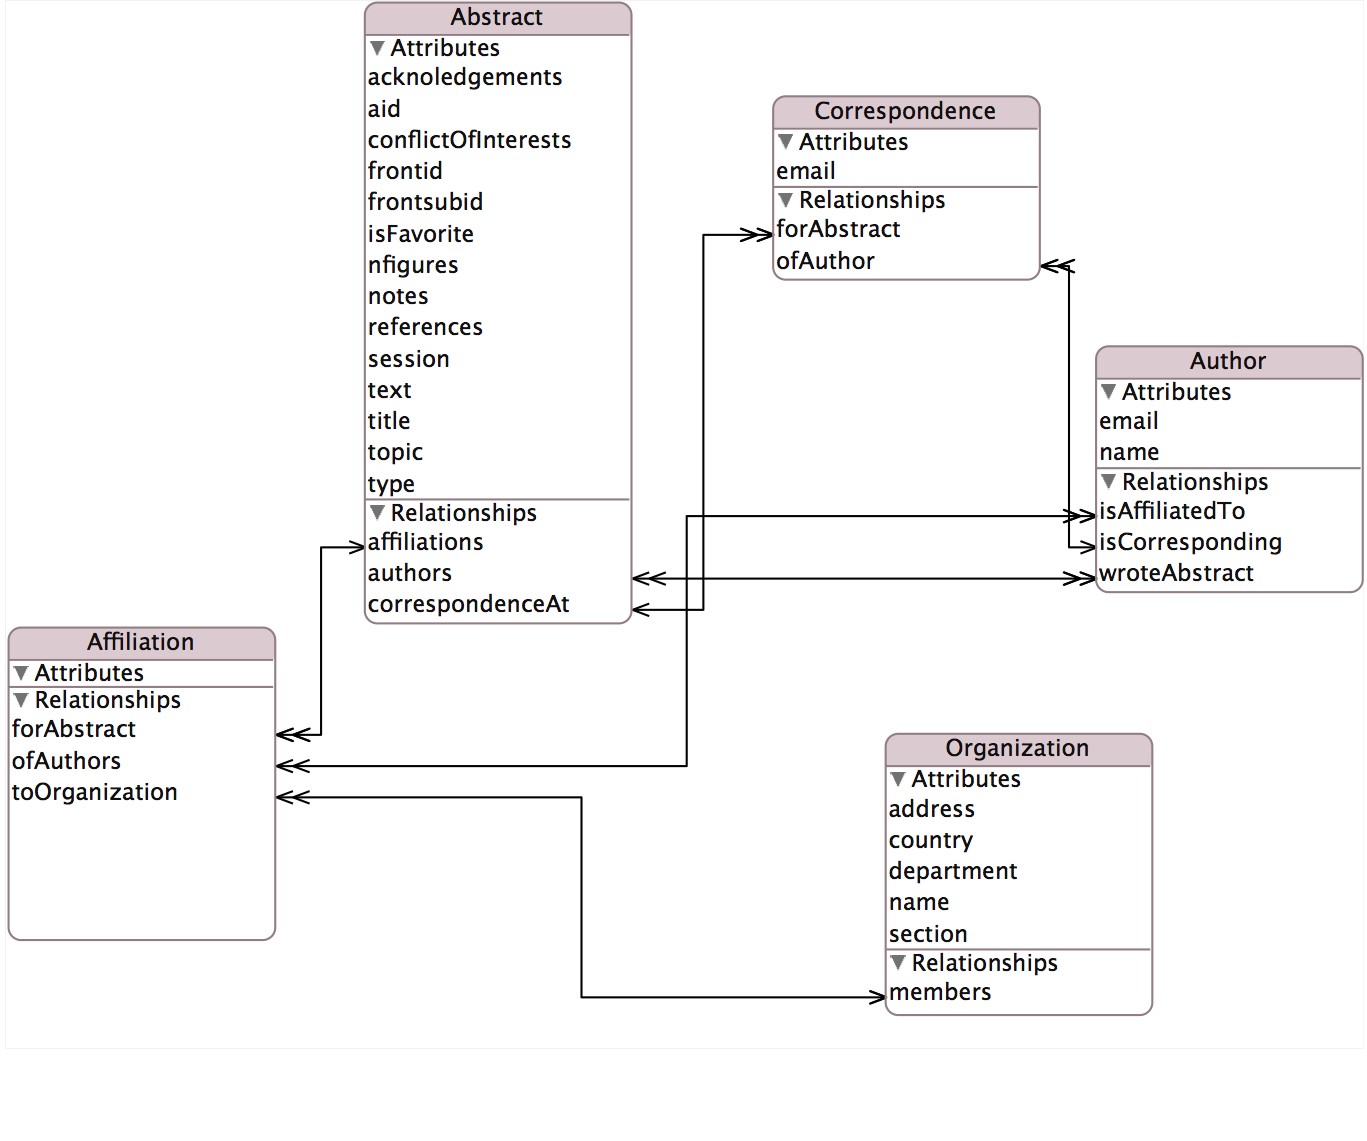 Abstract
Attributes
acknoledgements
aid
conflictOfInterests
frontid
frontsubid
isFavorite
nfigures
notes
references
session
text
title
topic
type
Relationships
affiliations
authors
correspondenceAt
Correspondence
Attributes
email
Relationships
forAbstract
ofAuthor
Author
Attributes
email
name
Relationships
isAffiliatedTo
isCorresponding
wroteAbstract
Affiliation
Attributes
Relationships
forAbstract
ofAuthors
toOrganization
Organization
Attributes
address
country
department
name
section
Relationships
members